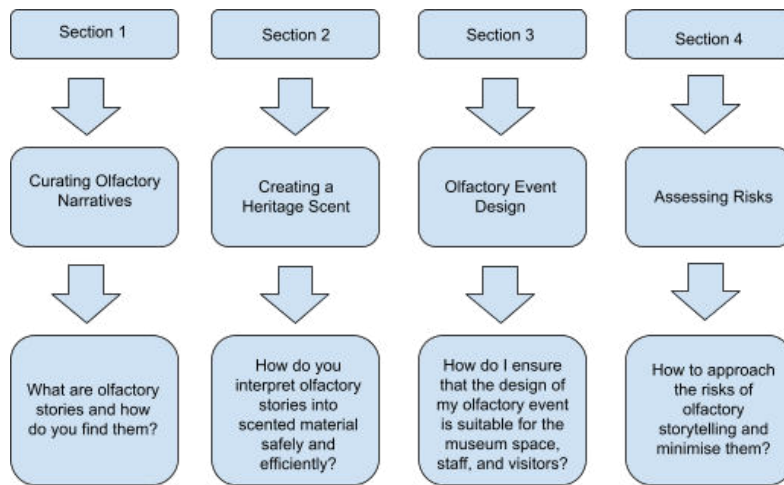 Section 1
Section 2
Section 3
Section 4
Curating Olfactory
Narratives
Creating a
Heritage Scent
Olfactory Event
Design
Assessing Risks
What are olfactory
stories and how
do you find them?
How do you
interpret olfactory
stories into
scented material
safely and
efficiently?
How do I ensure
that the design of
my olfactory event
is suitable for the
museum space,
staff, and visitors?
How to approach
the risks of
olfactory
storytelling and
minimise them?